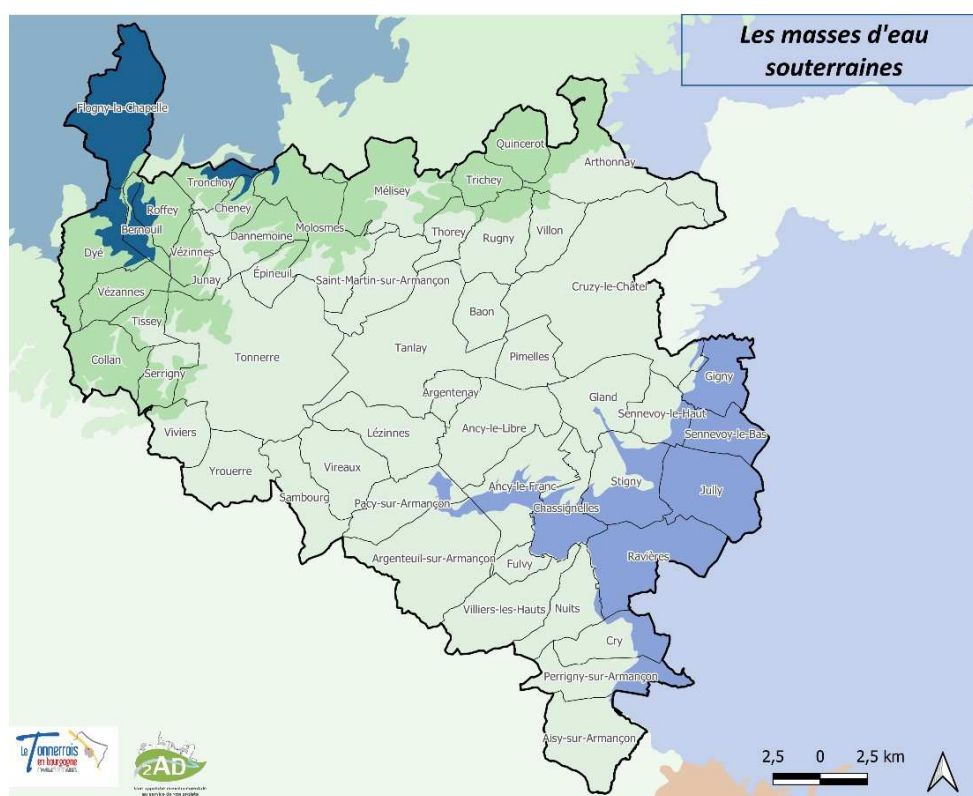 Les masses d'eau
souterraines
Flogny-la-Chapelle
Quincerot
Arthonnay
Tronchoy
Mélisey
Trichey
Roffey
Cheney
Bernouil
Dannemoine
Molosmes
Thorey
Rugny
Villon
Dyé
Vézinnes
Junay
Épineuil
Saint-Martin-sur-Armançon
Cruzy-le-Châtel
Vézannes
Tissey
Baon
Collan
Serrigny
Tonnerre
Tanlay
Pimelles
Gigny
Argentenay
Gland
Sennevoy-le-Haut
Viviers
Lézinnes
Ancy-le-Libre
Sennevoy-le-Bas
Yrouerre
Vireaux
Sambourg
Pacy-sur-Armançon
Ancy-le-Franc
Stigny
Jully
Chassignelles
Argenteuil-sur-Armançon
Fulvy
Ravières
Villiers-les-Hauts
Nuits
Cry
Perrigny-sur-Armançon
Aisy-sur-Armançon
Le Tonnerrois
en bourgogne
2AD
2,5 0 2,5 km